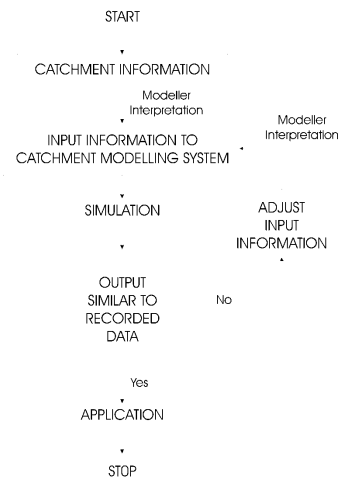 START
CATCHMENT INFORMATION
Modeller
Interpretation
INPUT INFORMATION TO
CATCHMENT MODELLING SYSTEM
Modeller
Interpretation
SIMULATION
ADJUST
INPUT
INFORMATION
OUTPUT
SIMILAR TO
RECORDED
DATA
No
Yes
APPLICATION
STOP